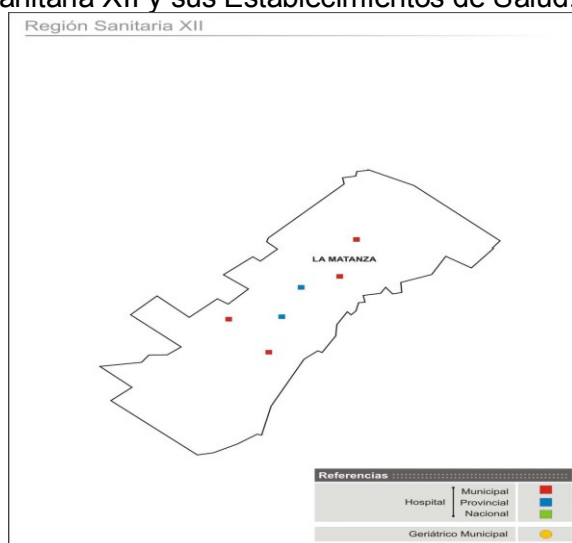 anitaria XII y sus Establecimientos de Salud.
Región Sanitaria XII
LA MATANZA
Referencias
Hospital
Municipal
Provincial
Nacional
Geriátrico Municipal